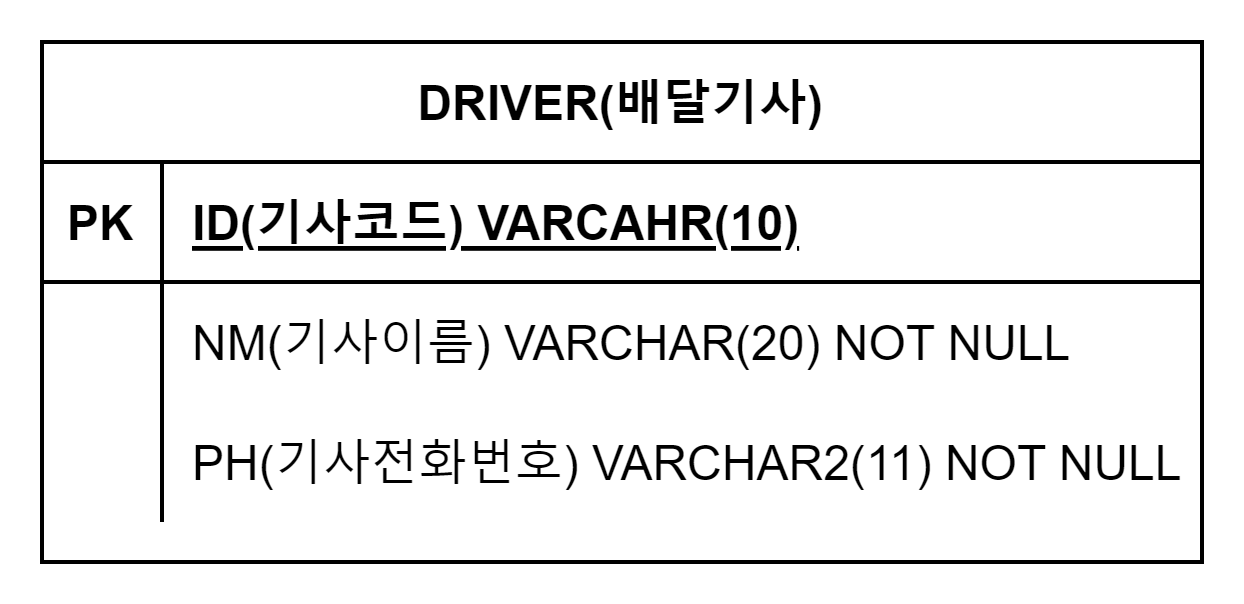 DRIVER(배달기사)
PK
ID(기사코드) VARCAHR(10)
NM(기사이름) VARCHAR(20) NOT NULL
PH(기사전화번호) VARCHAR2(11) NOT NULL